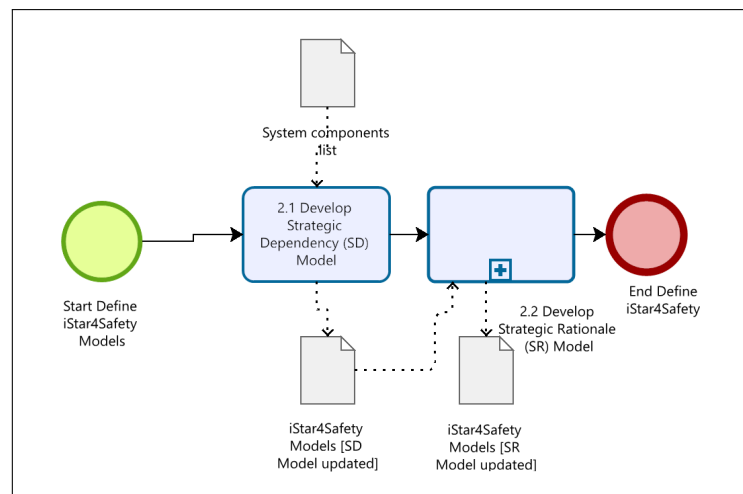 System components
list
2.1 Develop
Strategic
Dependency (SD)
Model
Start Define
iStar4Safety
Models
2.2 Develop
Strategic Rationale
(SR) Model
End Define
iStar4Safety
iStar4Safety
Models [SD
Model updated]
iStar4Safety
Models [SR
Model updated]